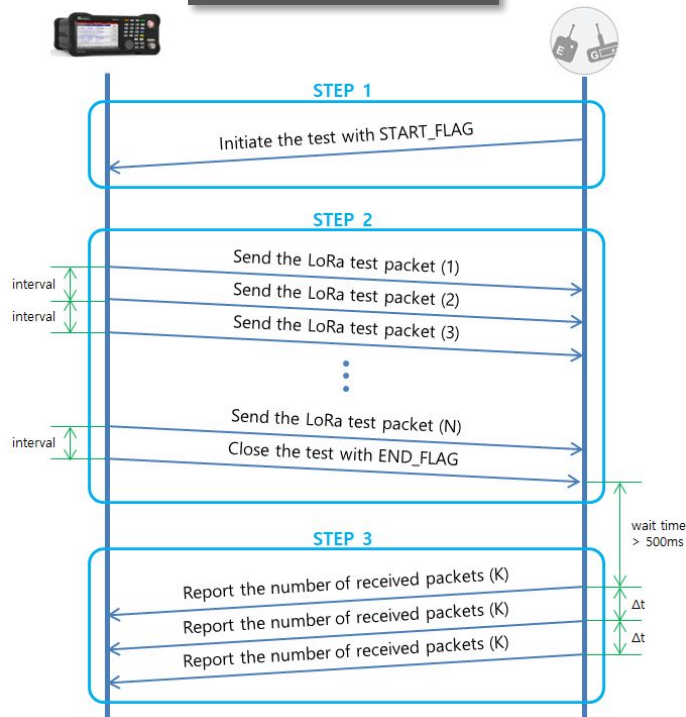 STEP 1
Initiate the test with START_FLAG
STEP 2
Send the LoRa test packet (1)
interval
Send the LoRa test packet (2)
interval
Send the LoRa test packet (3)
Send the LoRa test packet (N)
interval
Close the test with END_FLAG
wait time
> 500ms
STEP 3
Report the number of received packets (K)
Δt
Report the number of received packets (K)
Δt
Report the number of received packets (K)
E
G